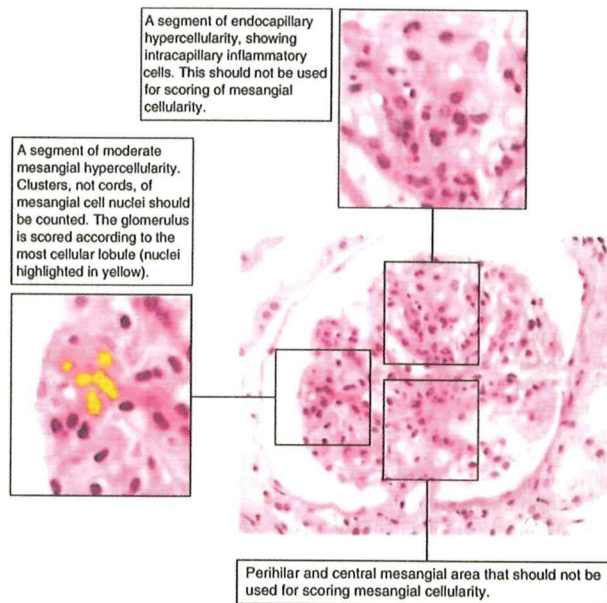 A segment of endocapillary
hypercellularity, showing
intracapillary inflammatory
cells. This should not be used
for scoring of mesangial
cellularity.
A segment of moderate
mesangial hypercellularity.
Clusters, not cords, of
mesangial cell nuclei should
be counted. The glomerulus
is scored according to the
most cellular lobule (nuclei
highlighted in yellow).
Perihilar and central mesangial area that should not be
used for scoring mesangial cellularity.